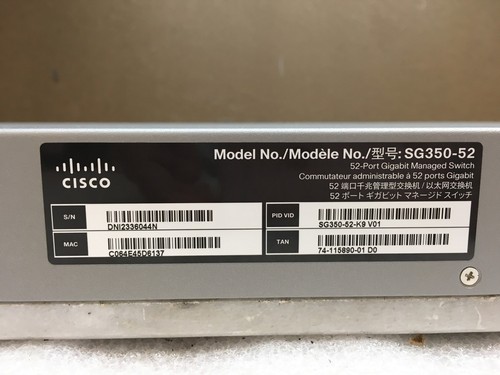 Model No./Modèle No./型号: SG350-52
52-Port Gigabit Managed Switch
Commutateur administrable à 52 ports Gigabit
52 端口千兆管理型交换机 / 以太网交换机
52 ポート ギガビット マネージド スイッチ
CISCO
S/N
DNI2336044N
PID VID
SG350-52-K9 V01
MAC
C064E45D6137
TAN
74-115890-01 D0